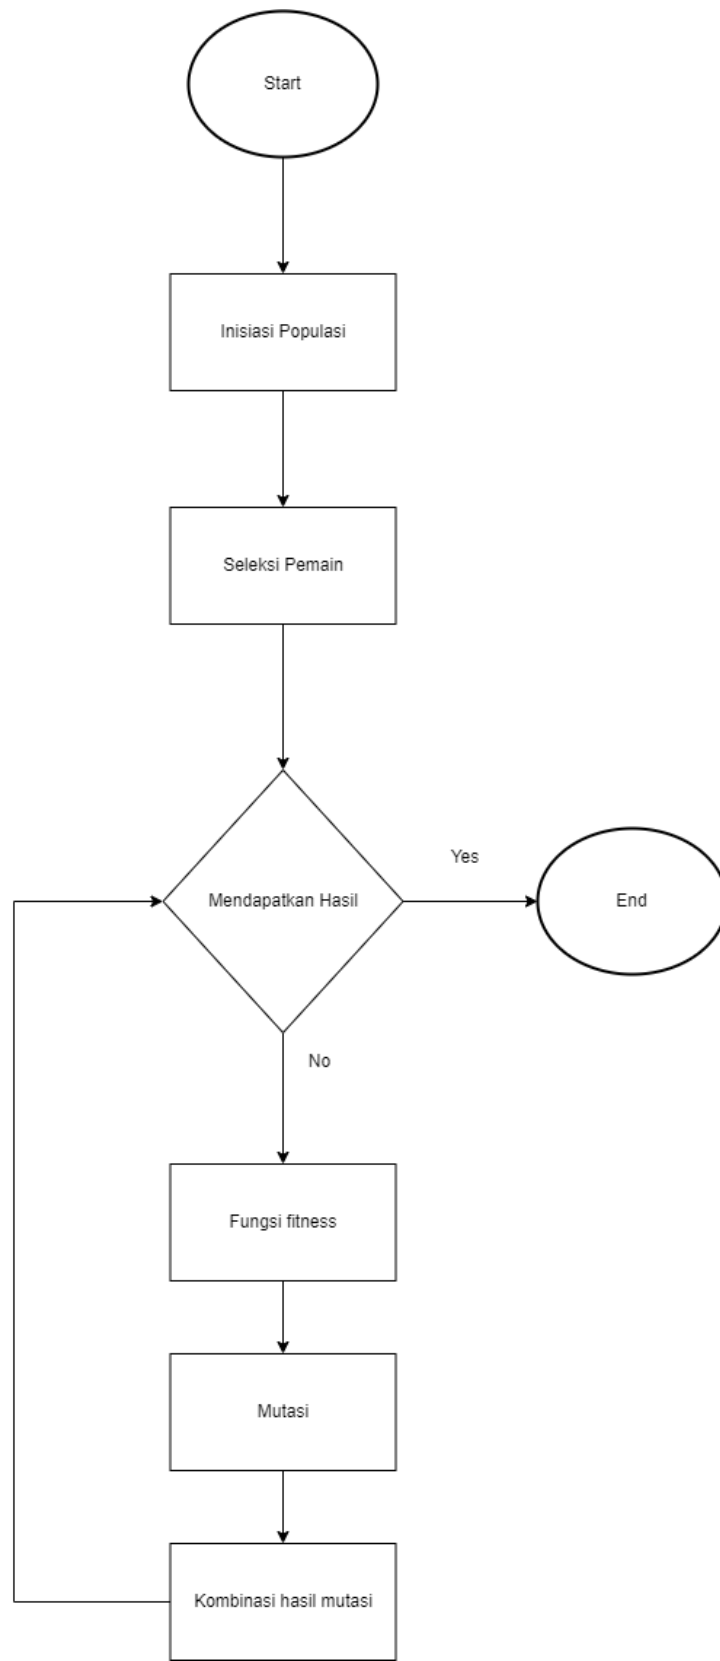 Start
Inisiasi Populasi
Seleksi Pemain
Mendapatkan Hasil
Yes
End
No
Fungsi fitness
Mutasi
Kombinasi hasil mutasi